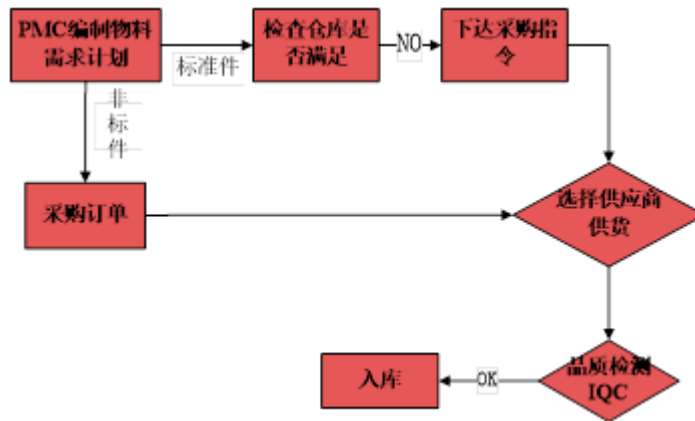 PMC编制物料
需求计划
标准件
检查仓库是
否满足
NO
下达采购指
令
非
标
件
采购订单
选择供应商
供货
品质检测
IQC
OK
入库